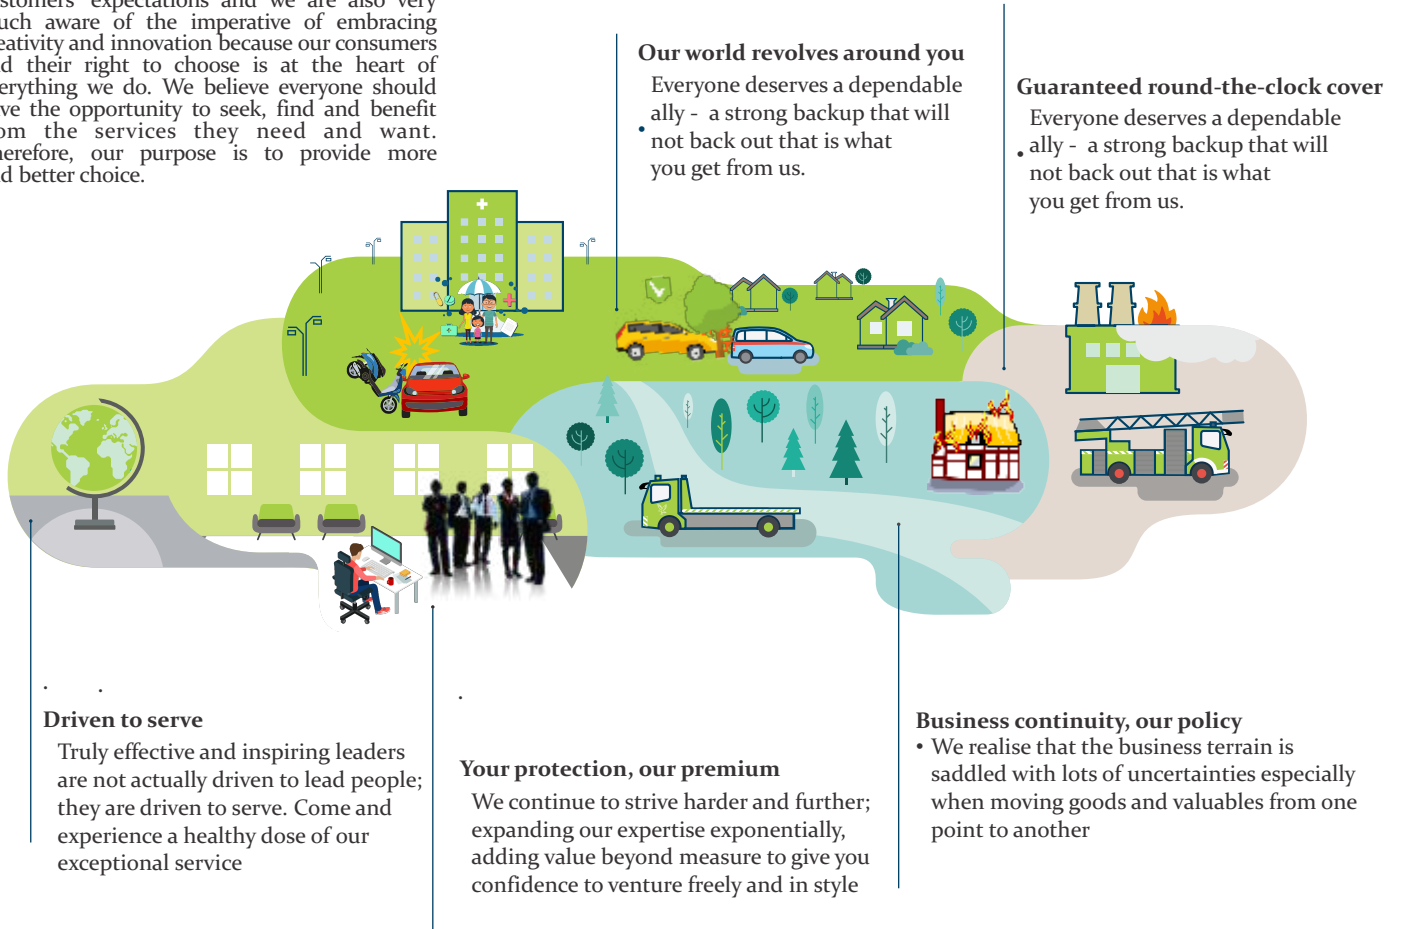 expectations and we are also very
aware of the imperative of embracing
and innovation because our consumers
their right to choose is at the heart of
we do. We believe everyone should
the opportunity to seek, find and benefit
the services they need and want.
our purpose is to provide more
better choice.
Our world revolves around you
Everyone deserves a dependable
ally - a strong backup that will
• not back out that is what
you get from us.
Guaranteed round-the-clock cover
Everyone deserves a dependable
• ally - a strong backup that will
not back out that is what
you get from us.
Driven to serve
Truly effective and inspiring leaders
are not actually driven to lead people;
they are driven to serve. Come and
experience a healthy dose of our
exceptional service
Your protection, our premium
We continue to strive harder and further;
expanding our expertise exponentially,
adding value beyond measure to give you
confidence to venture freely and in style
Business continuity, our policy
• We realise that the business terrain is
saddled with lots of uncertainties especially
when moving goods and valuables from one
point to another